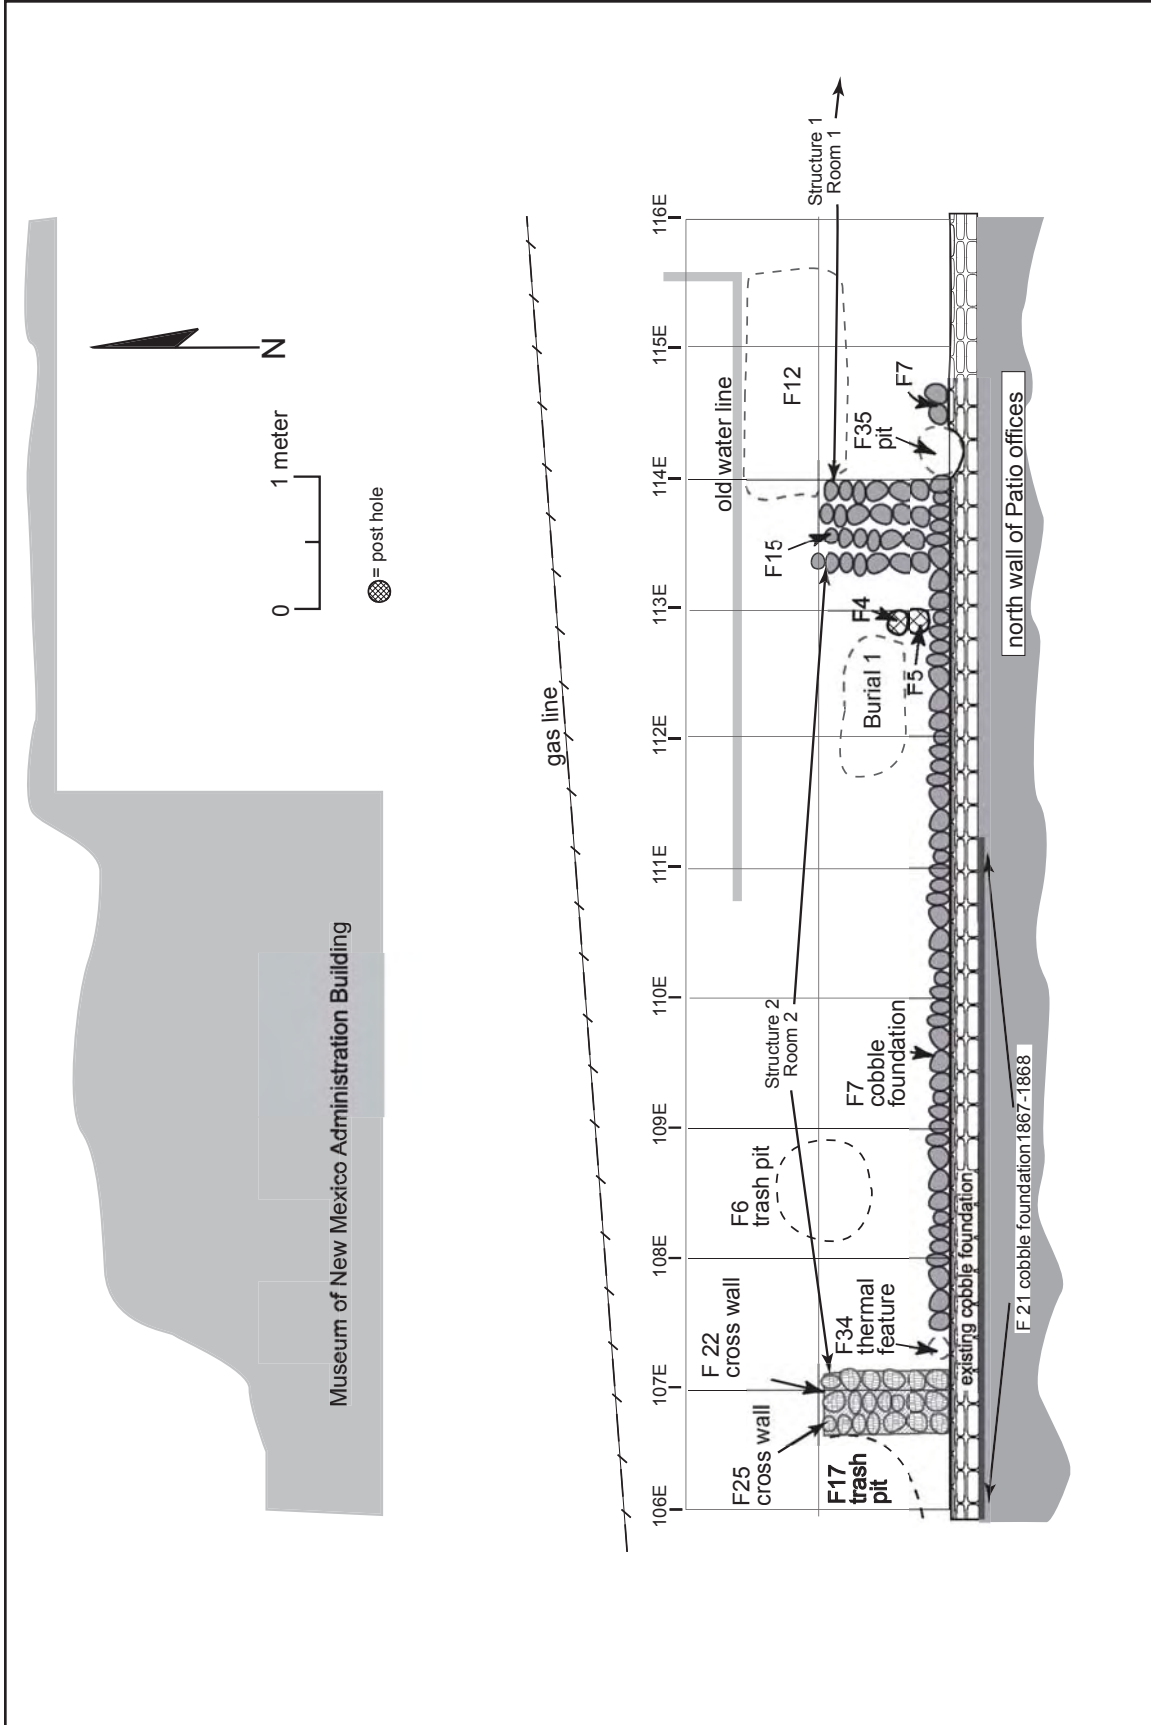 Museum of New Mexico Administration Building
N
0
1 meter
= post hole
gas line
old water line
106E
107E
108E
109E
110E
111E
112E
113E
114E
115E
116E
F25
cross wall
F 22
cross wall
F6
trash pit
Structure 2
Room 2
F15
F12
Structure 1
Room 1
F17
trash
pit
F34
thermal
feature
F7
cobble
foundation
Burial 1
F4
F5
F35
pit
F7
existing cobble foundation
F 21 cobble foundation1867-1868
north wall of Patio offices